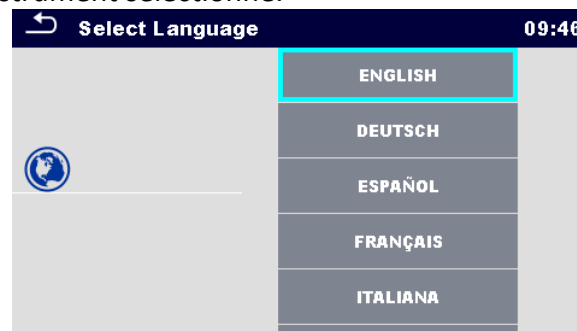 Select Language 09:46
ENGLISH
DEUTSCH
ESPAÑOL
FRANÇAIS
ITALIANA